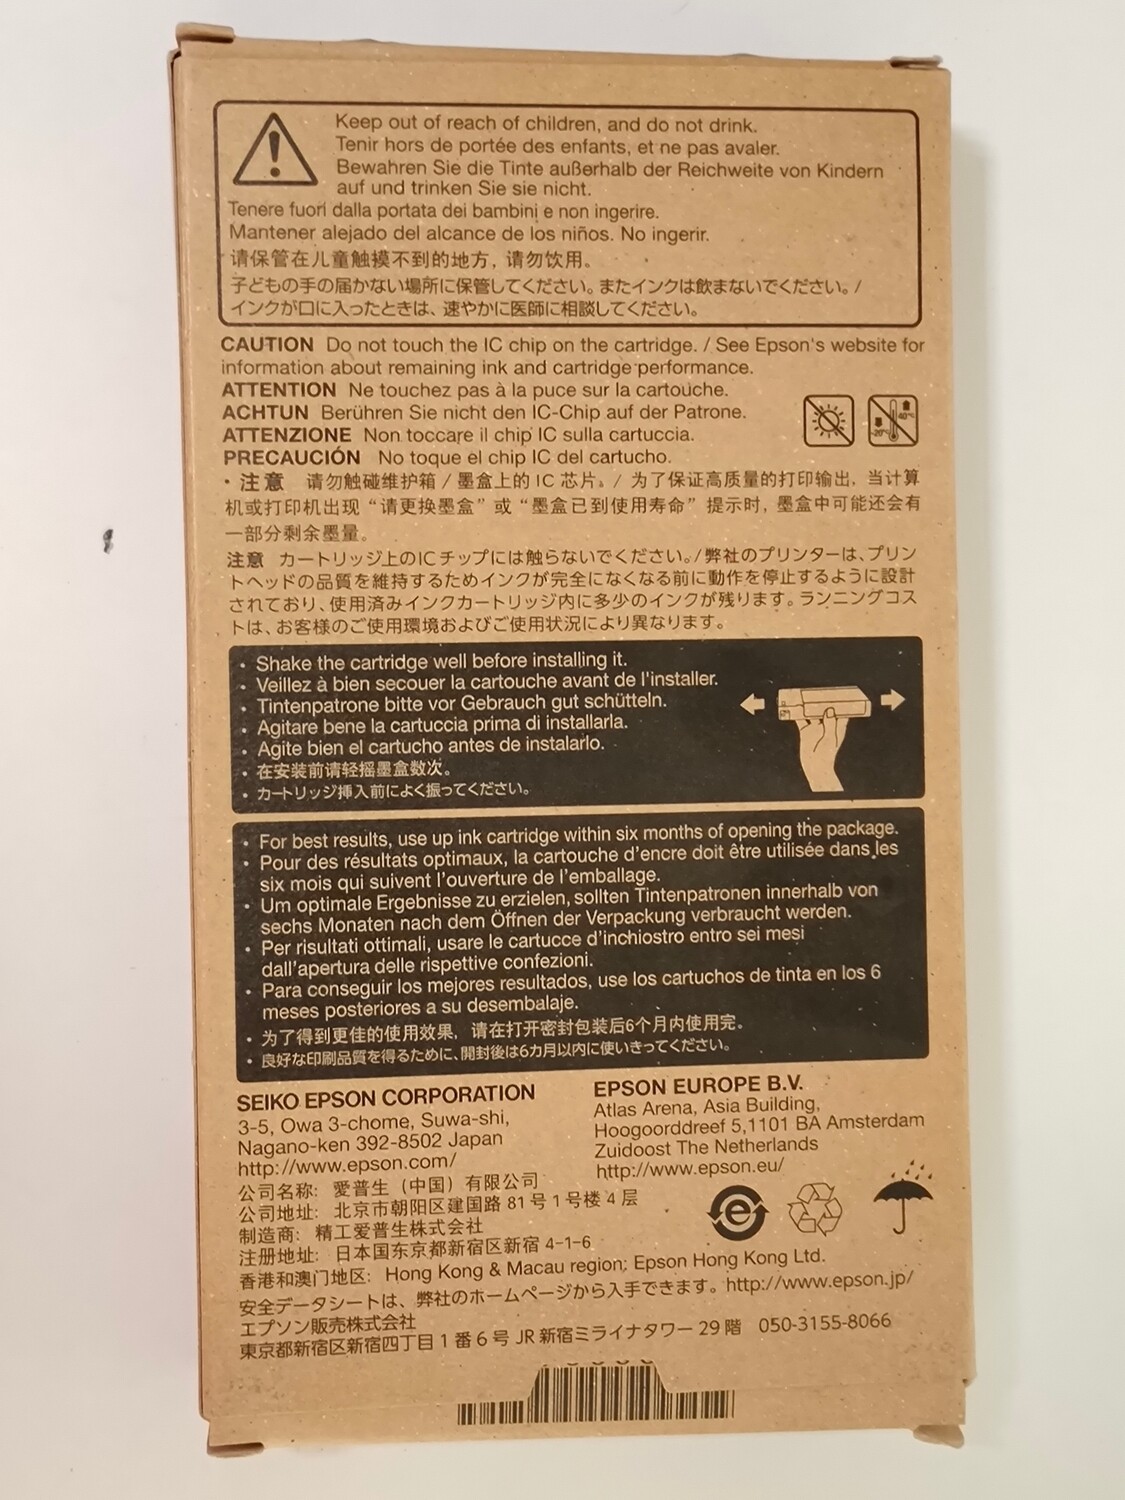 Keep out of reach of children, and do not drink.
Tenir hors de portée des enfants, et ne pas avaler.
Bewahren Sie die Tinte außerhalb der Reichweite von Kindern
auf und trinken Sie sie nicht.
Tenere fuori dalla portata dei bambini e non ingerire.
Mantener alejado del alcance de los niños. No ingerir.
请保管在儿童触摸不到的地方，请勿饮用。
子どもの手の届かない場所に保管してください。またインクは飲まないでください。/
インクが口に入ったときは、速やかに医師に相談してください。
CAUTION Do not touch the IC chip on the cartridge. / See Epson's website for
information about remaining ink and cartridge performance.
ATTENTION Ne touchez pas à la puce sur la cartouche.
ACHTUN Berühren Sie nicht den IC-Chip auf der Patrone.
ATTENZIONE Non toccare il chip IC sulla cartuccia.
PRECAUCIÓN No toque el chip IC del cartucho.
40°C
-20°C
・注意 请勿触碰维护箱 / 墨盒上的 IC 芯片。/ 为了保证高质量的打印输出，当计算
机或打印机出现“请更换墨盒”或“墨盒已到使用寿命”提示时，墨盒中可能还会有
一部分剩余墨量。
注意 カートリッジ上のICチップには触らないでください。/弊社のプリンターは、プリン
トヘッドの品質を維持するためインクが完全になくなる前に動作を停止するように設計
されており、使用済みインクカートリッジ内に多少のインクが残ります。ランニングコス
トは、お客様のご使用環境およびご使用状況により異なります。
・ Shake the cartridge well before installing it.
・ Veillez à bien secouer la cartouche avant de l'installer.
・ Tintenpatrone bitte vor Gebrauch gut schütteln.
・ Agitare bene la cartuccia prima di installarla.
・ Agite bien el cartucho antes de instalarlo.
・ 在安装前请轻摇墨盒数次。
・ カートリッジ挿入前によく振ってください。
・ For best results, use up ink cartridge within six months of opening the package.
・ Pour des résultats optimaux, la cartouche d'encre doit être utilisée dans les
six mois qui suivent l'ouverture de l'emballage.
・ Um optimale Ergebnisse zu erzielen, sollten Tintenpatronen innerhalb von
sechs Monaten nach dem Öffnen der Verpackung verbraucht werden.
・ Per risultati ottimali, usare le cartucce d'inchiostro entro sei mesi
dall'apertura delle rispettive confezioni.
・ Para conseguir los mejores resultados, use los cartuchos de tinta en los 6
meses posteriores a su desembalaje.
・ 为了得到更佳的使用效果，请在打开密封包装后6个月内使用完。
・ 良好な印刷品質を得るために、開封後は6カ月以内に使いきってください。
SEIKO EPSON CORPORATION
3-5, Owa 3-chome, Suwa-shi,
Nagano-ken 392-8502 Japan
http://www.epson.com/
EPSON EUROPE B.V.
Atlas Arena, Asia Building,
Hoogoorddreef 5,1101 BA Amsterdam
Zuidoost The Netherlands
http://www.epson.eu/
公司名称：爱普生（中国）有限公司
公司地址：北京市朝阳区建国路 81 号 1 号楼 4 层
制造商：精工爱普生株式会社
注册地址：日本国东京都新宿区新宿 4-1-6
香港和澳门地区：Hong Kong & Macau region: Epson Hong Kong Ltd.
安全データシートは、弊社のホームページから入手できます。http://www.epson.jp/
エプソン販売株式会社
東京都新宿区新宿四丁目 1 番 6 号 JR 新宿ミライナタワー 29 階 050-3155-8066